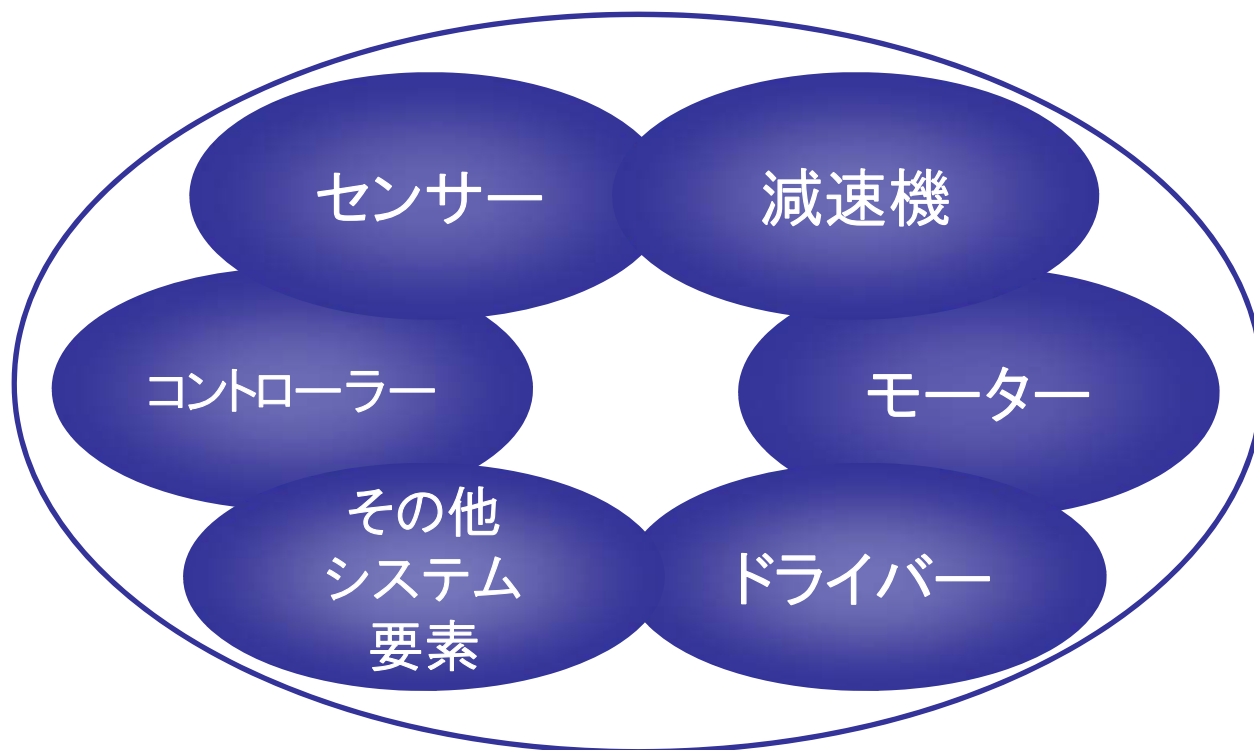 センサー
減速機
コントローラー
モーター
その他
システム
要素
ドライバー